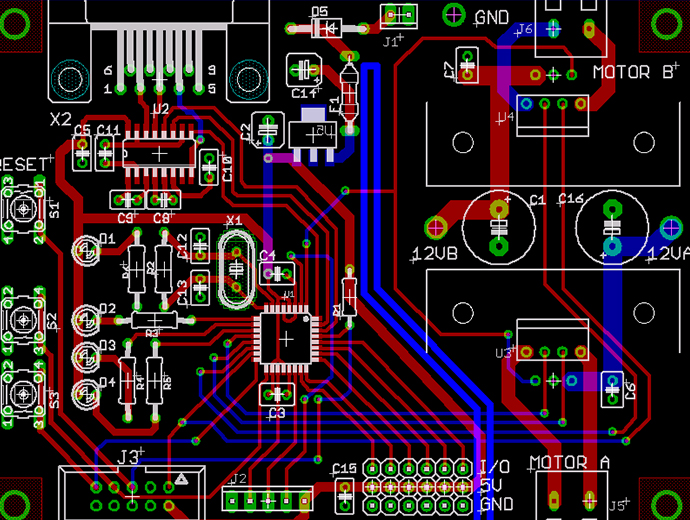 D5
J1
GND
J6
MOTOR B
6
9
1
5
C14
F1
C7
X2
U2
C2
U4
C5
C11
C10
RESET
S1
C9
C8
X1
C1
C16
12VB
12VA
D1
R2
C12
C4
C13
U1
R1
D2
S2
R3
U3
D3
R4
R5
D4
S3
C3
C6
J3
J2
C15
I/O
5V
GND
MOTOR A
J5